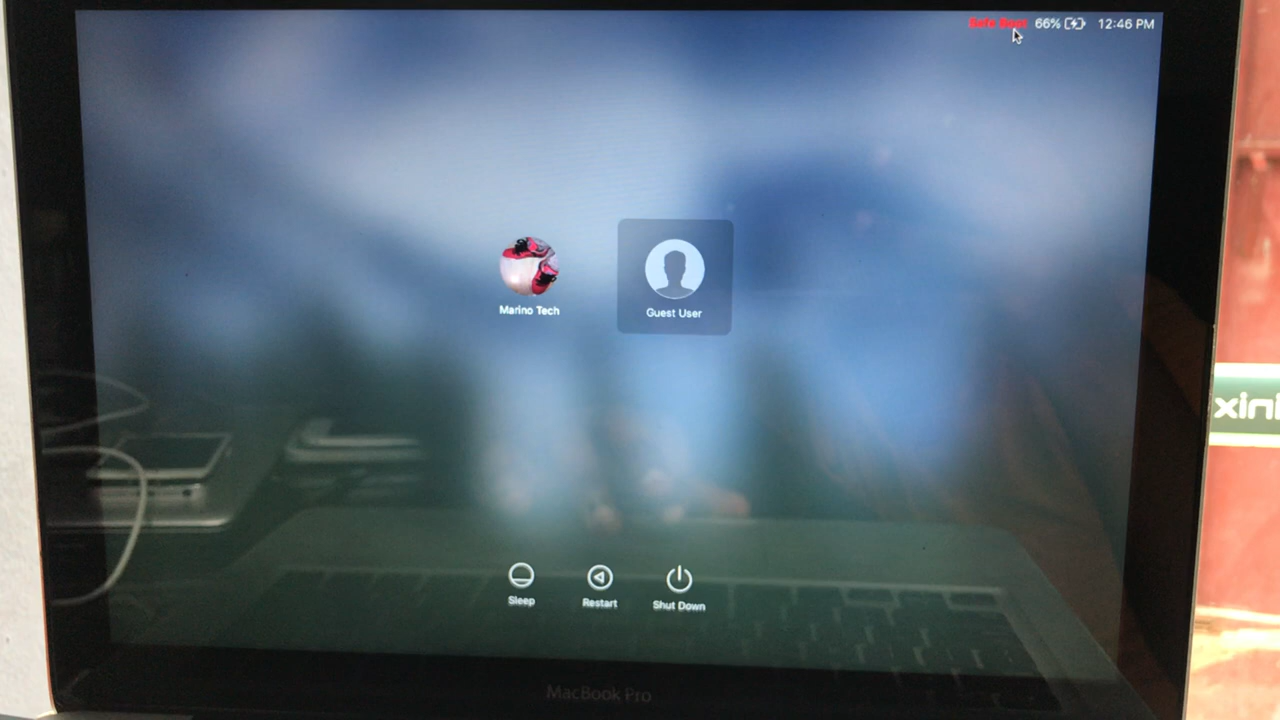 Safe Boot 66% 12:46 PM
Marino Tech
Guest User
Sleep
Restart
Shut Down
MacBook Pro